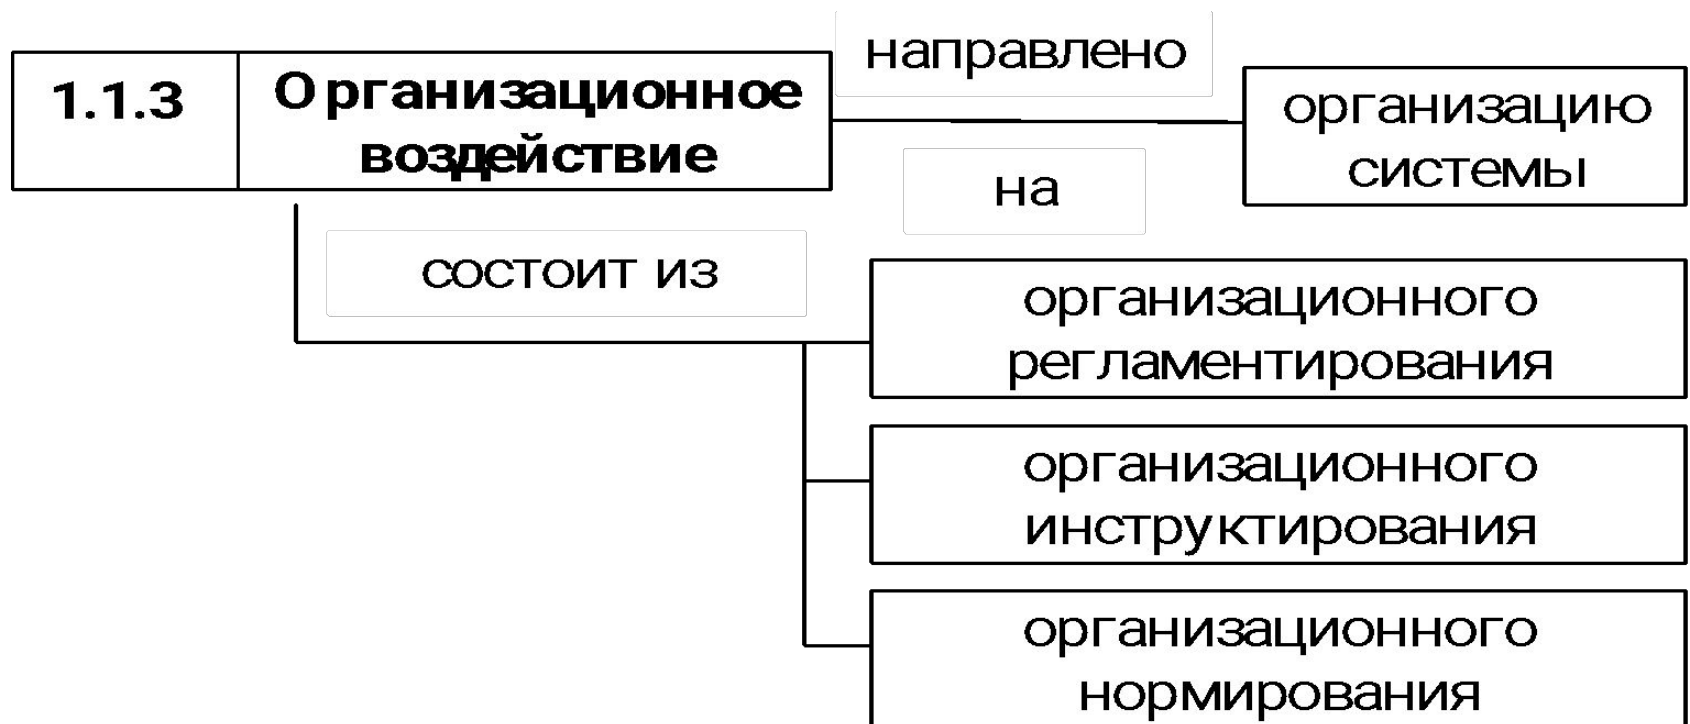 1.1.3
Организационное
воздействие
направлено
на
организацию
системы
состоит из
организационного
регламентирования
организационного
инструктирования
организационного
нормирования